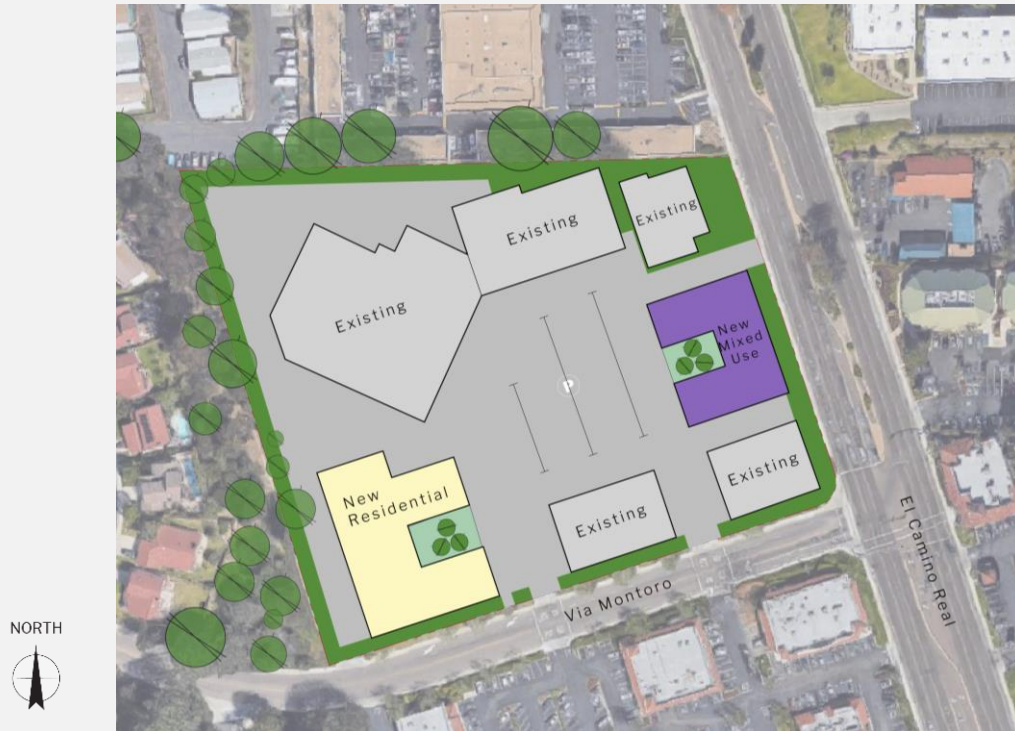 Existing
Existing
Existing
New
Mixed
Use
P
Existing
New
Residential
Existing
El Camino Real
Via Montoro
NORTH